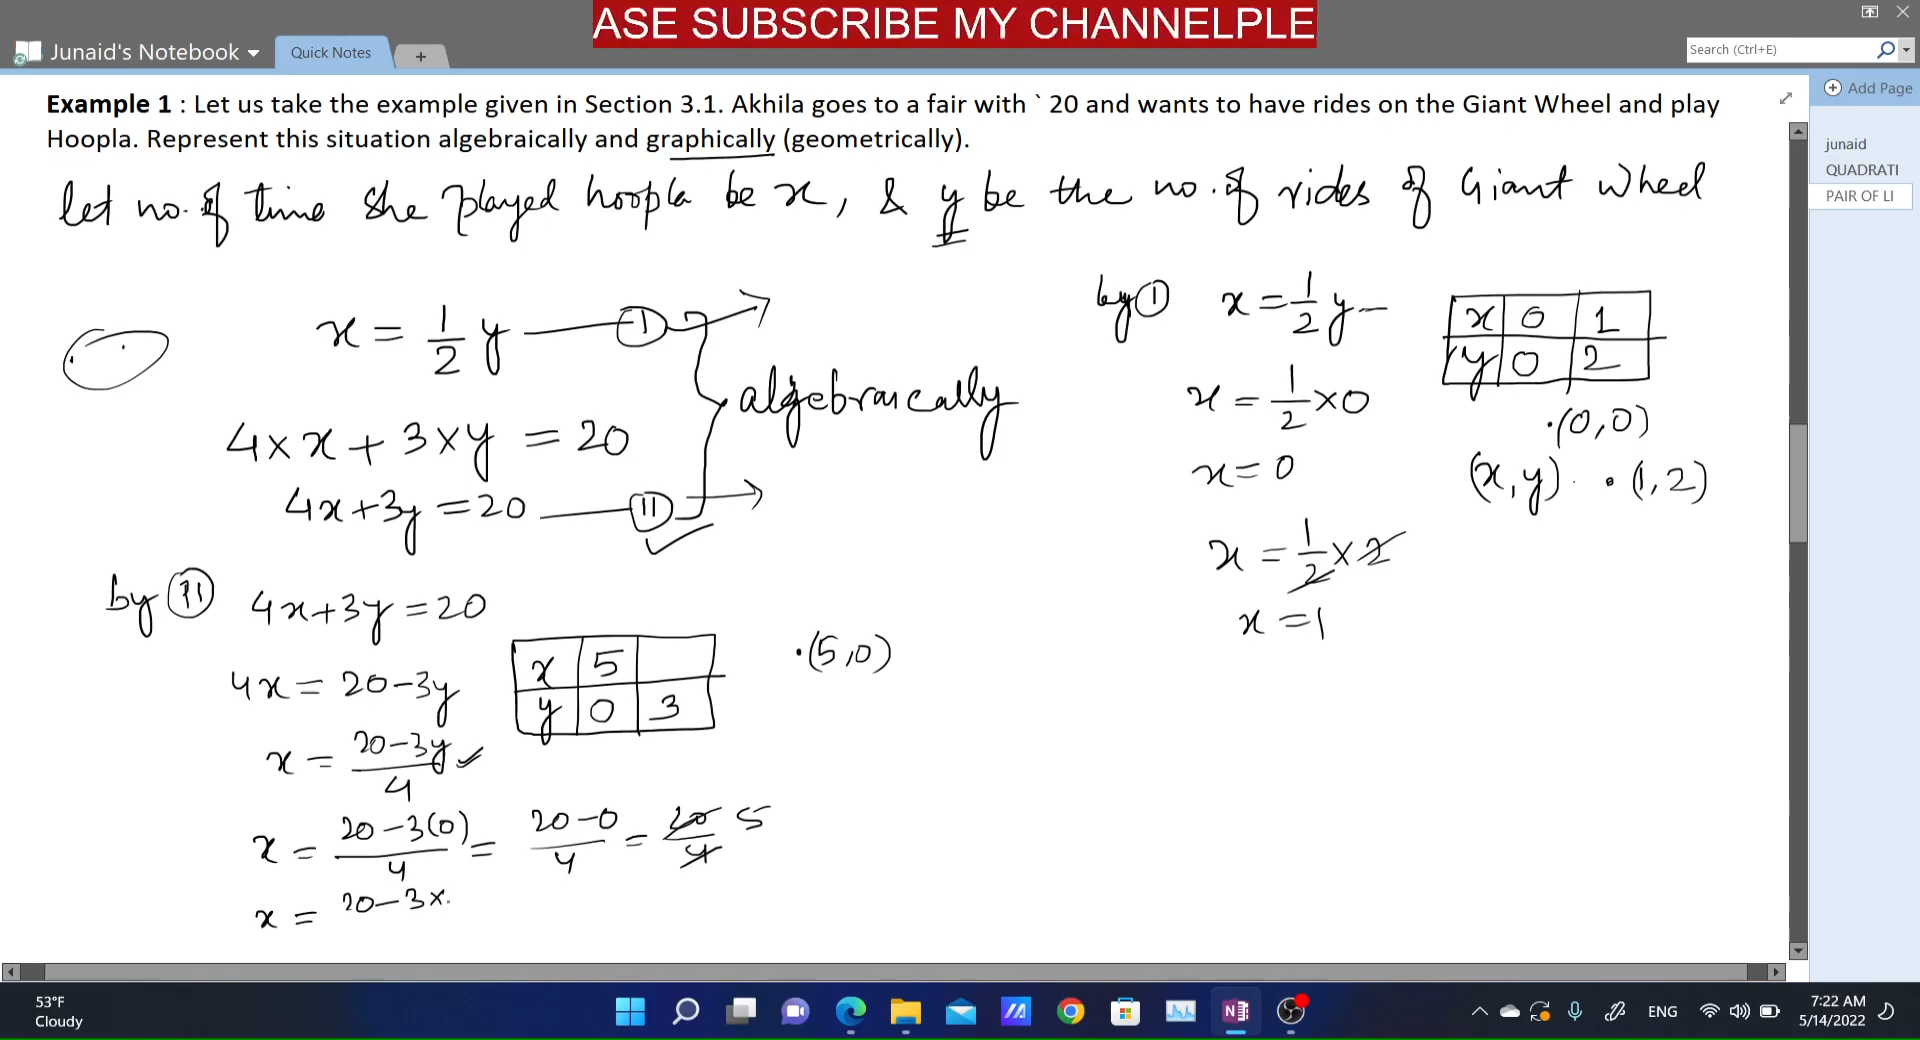 ASE SUBSCRIBE MY CHANNELPLE
Junaid's Notebook
Quick Notes
+
Search (Ctrl+E)
Add Page
junaid
QUADRATI
PAIR OF LI
Example 1 : Let us take the example given in Section 3.1. Akhila goes to a fair with ` 20 and wants to have rides on the Giant Wheel and play
Hoopla. Represent this situation algebraically and graphically (geometrically).
let no. of time she played hoopla be x, & y be the no. of rides of Giant Wheel
x = 1/2 y — I
4 × x + 3 × y = 20
4x + 3y = 20 — II
algebraically
by II 4x + 3y = 20
4x = 20 - 3y
x = (20 - 3y)/4
x = (20 - 3(0))/4 = (20 - 0)/4 = 20/4 5
x = 20 - 3 ×
x 5
y 0 3
(5,0)
by I x = 1/2 y
x = 1/2 × 0
x = 0
x = 1/2 × 2
x = 1
x 0 1
y 0 2
(0,0)
(x,y) (1,2)
53°F
Cloudy
ENG
7:22 AM
5/14/2022